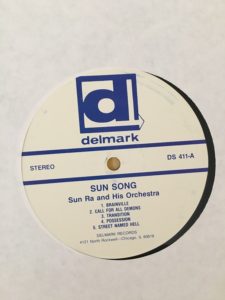 d
delmark
STEREO
DS 411-A
SUN SONG
Sun Ra and His Orchestra
1. BRAINVILLE
2. CALL FOR ALL DEMONS
3. TRANSITION
4. POSSESSION
5. STREET NAMED HELL
DELMARK RECORDS
4121 North Rockwell - Chicago, IL 60618